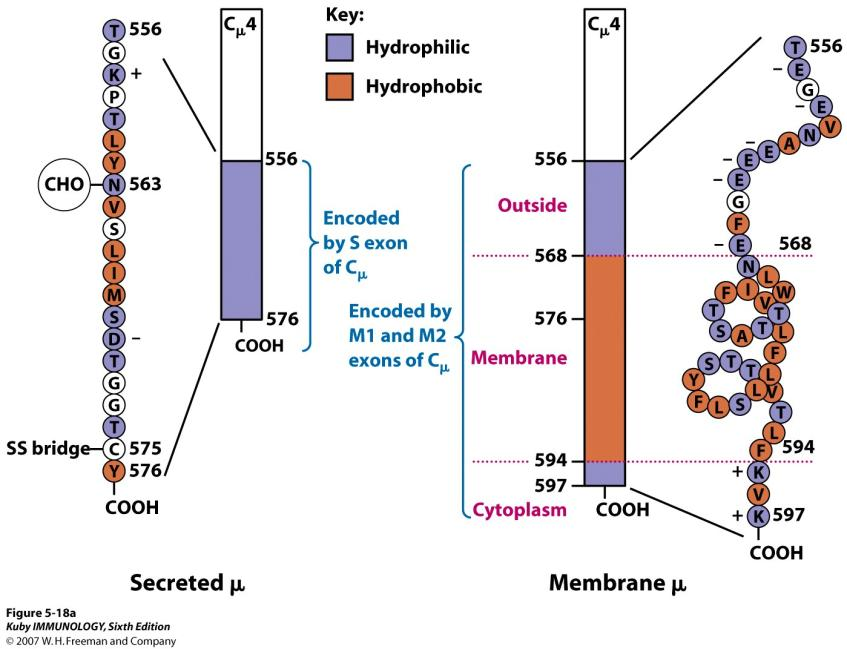 Key:
Hydrophilic
Hydrophobic
T 556
G
K +
P
T
L
Y
CHO N 563
V
S
L
I
M
S
D −
T
G
G
T
SS bridge C 575
Y 576
COOH
Cμ4
556
576
COOH
Encoded
by S exon
of Cμ
Secreted μ
Cμ4
556
568
576
594
597
COOH
Outside
Membrane
Cytoplasm
Encoded by
M1 and M2
exons of Cμ
T 556
− E
G
− E
V
N
A
E
− E
− E
G
F
− E 568
N
L
I
F
V
W
T
T
S
A
T
L
F
S
T
T
L
Y
L
V
F
L
S
T
L
F 594
+ K
V
+ K 597
COOH
Membrane μ
Figure 5-18a
Kuby IMMUNOLOGY, Sixth Edition
© 2007 W. H. Freeman and Company